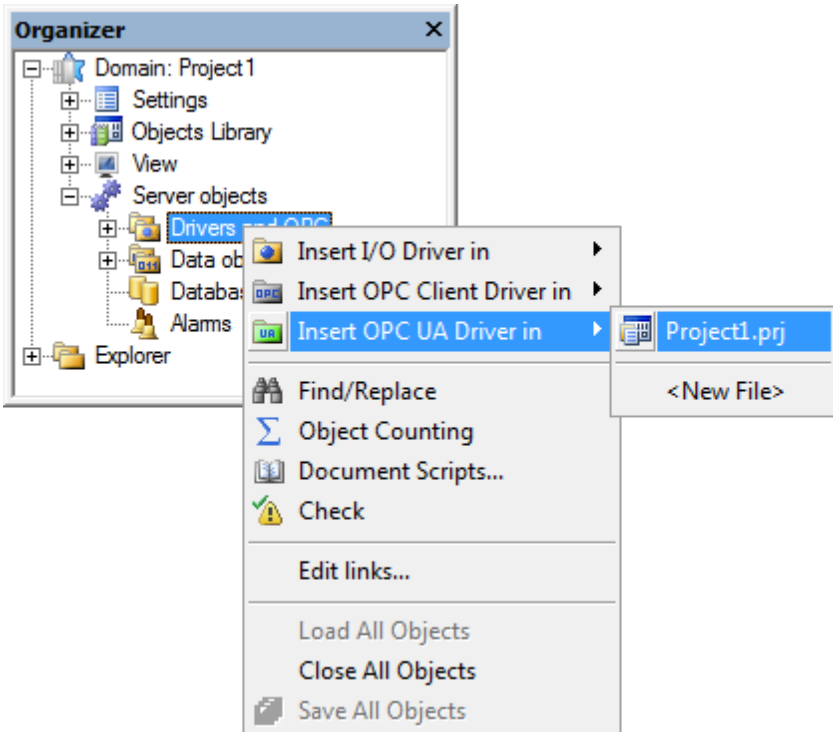 Organizer
Domain: Project1
Settings
Objects Library
View
Server objects
Drivers and OPC
Data ob
Databa
Alarms
Explorer
Insert I/O Driver in
Insert OPC Client Driver in
Insert OPC UA Driver in
Find/Replace
Object Counting
Document Scripts...
Check
Edit links...
Load All Objects
Close All Objects
Save All Objects
Project1.prj
<New File>